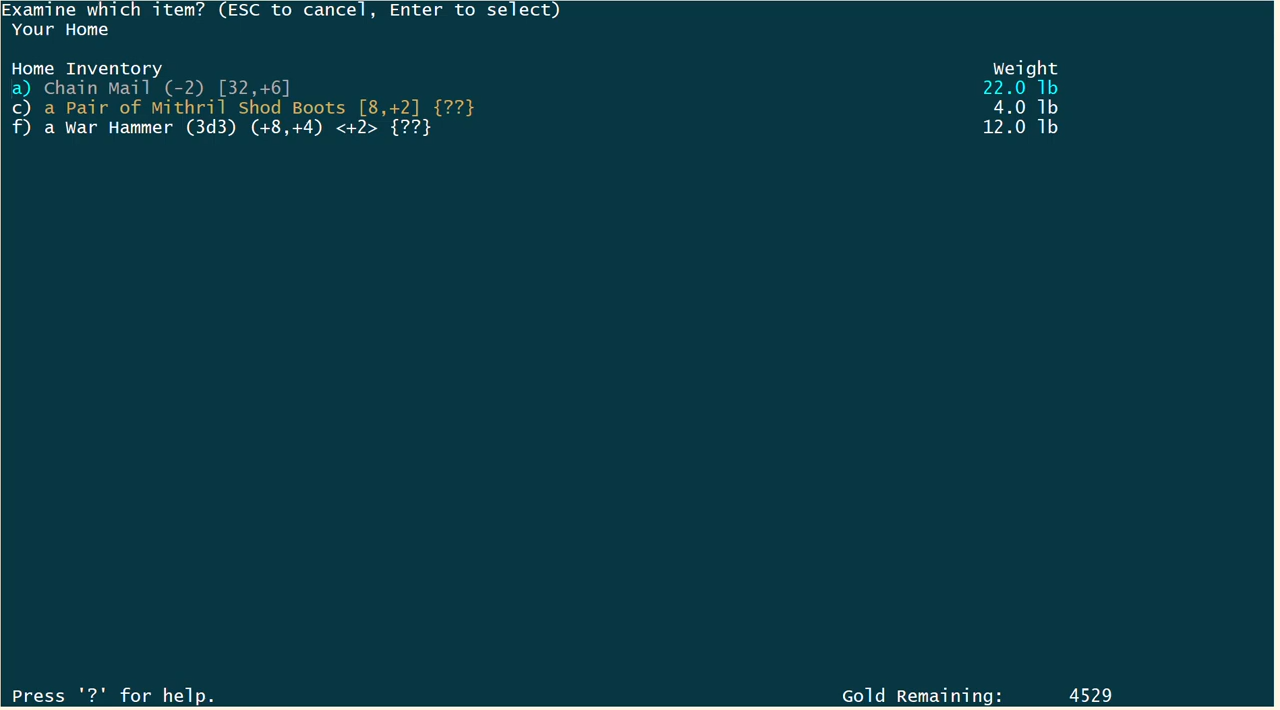 Examine which item? (ESC to cancel, Enter to select)
Your Home
Home Inventory Weight
a) Chain Mail (-2) [32,+6] 22.0 lb
c) a Pair of Mithril Shod Boots [8,+2] {??} 4.0 lb
f) a War Hammer (3d3) (+8,+4) <+2> {??} 12.0 lb
Press '?' for help. Gold Remaining: 4529